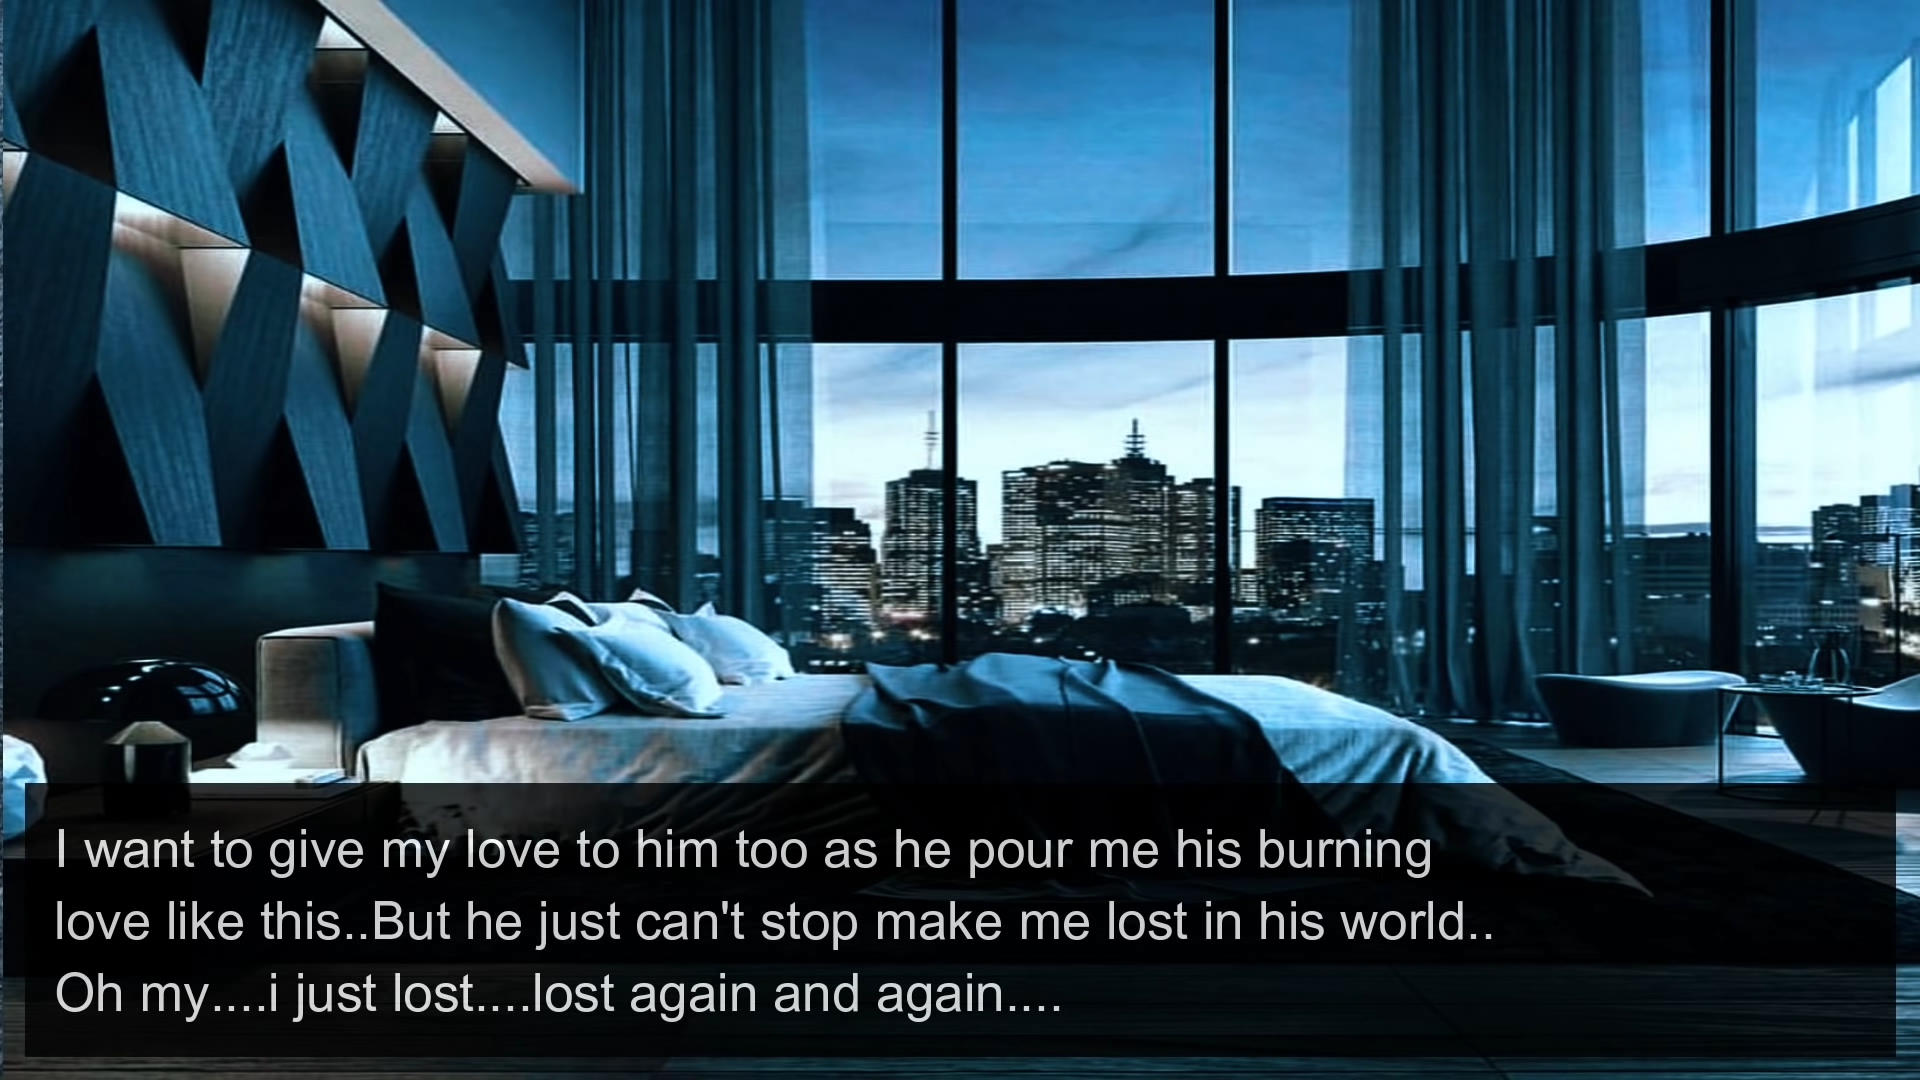 I want to give my love to him too as he pour me his burning
love like this..But he just can't stop make me lost in his world..
Oh my....i just lost....lost again and again....